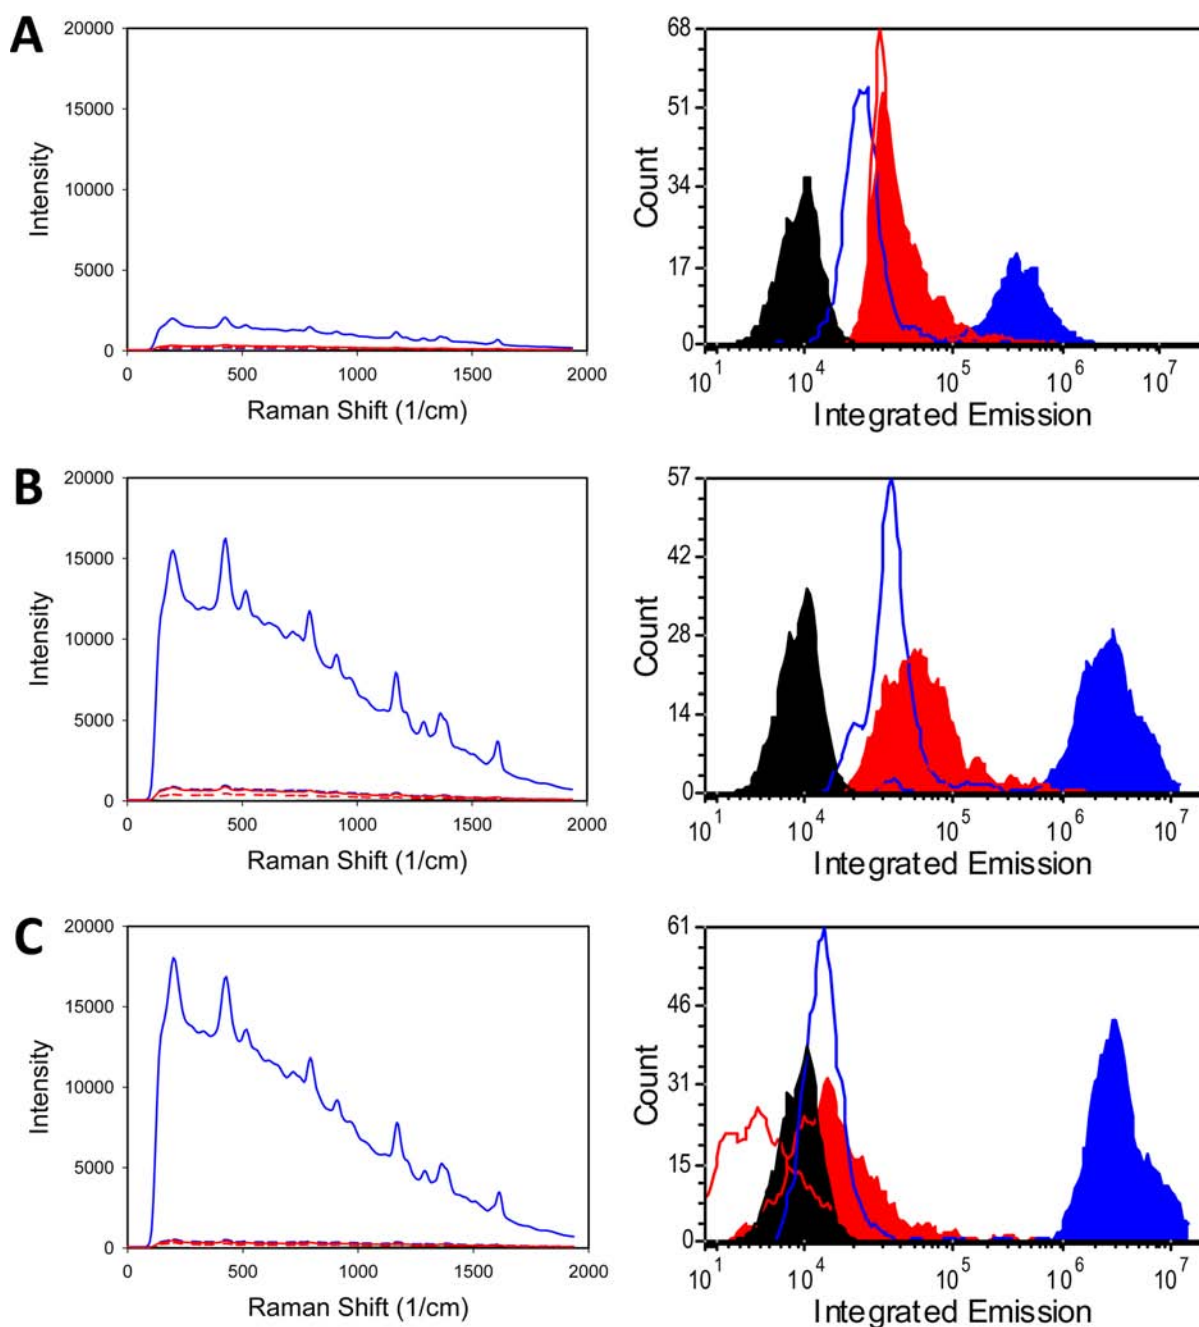 A
20000
15000
10000
5000
0
Intensity
0 500 1000 1500 2000
Raman Shift (1/cm)
68
51
34
17
0
Count
10^1 10^4 10^5 10^6 10^7
Integrated Emission
B
20000
15000
10000
5000
0
Intensity
0 500 1000 1500 2000
Raman Shift (1/cm)
57
42
28
14
0
Count
10^1 10^4 10^5 10^6 10^7
Integrated Emission
C
20000
15000
10000
5000
0
Intensity
0 500 1000 1500 2000
Raman Shift (1/cm)
61
46
31
15
0
Count
10^1 10^4 10^5 10^6 10^7
Integrated Emission